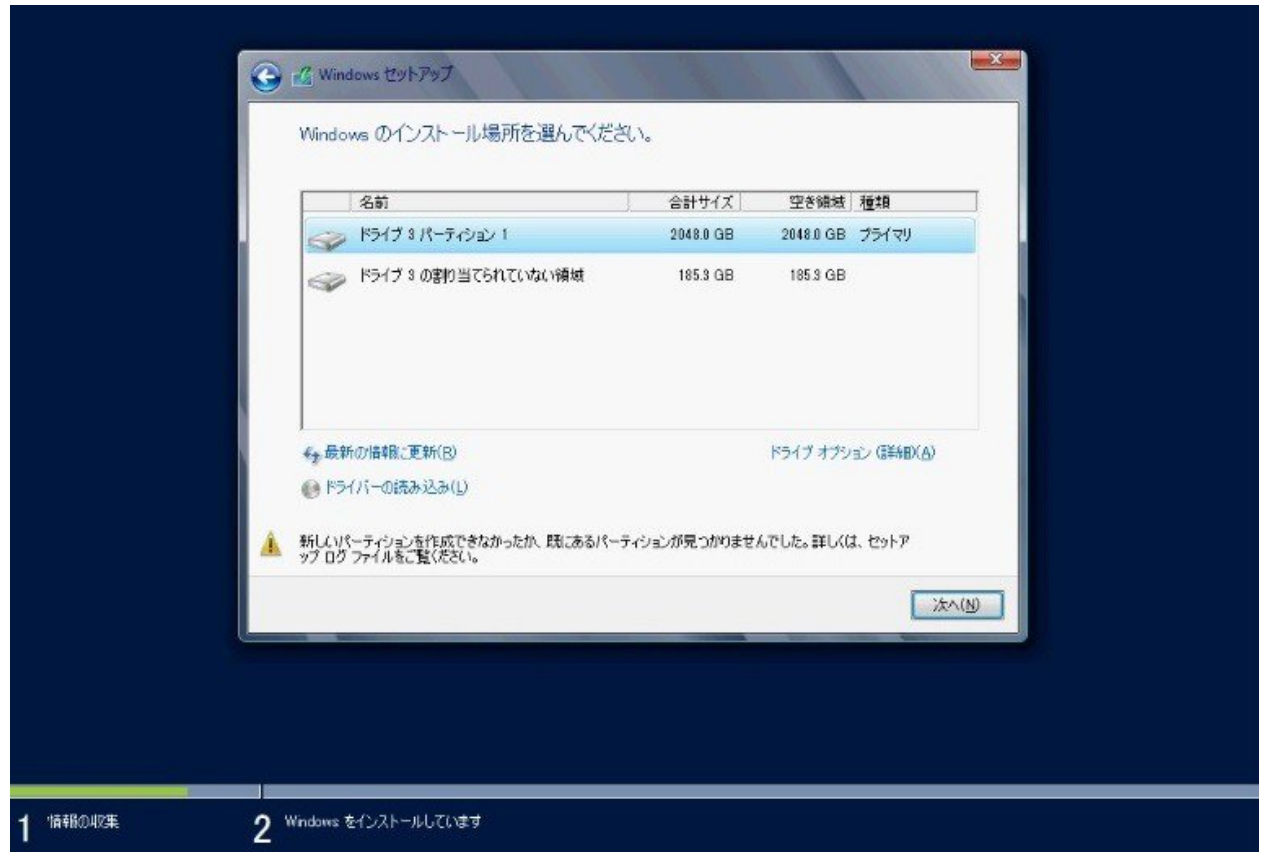 Windows セットアップ
Windows のインストール場所を選んでください。
名前 合計サイズ 空き領域 種類
ドライブ 3 パーティション 1 2048.0 GB 2048.0 GB プライマリ
ドライブ 3 の割り当てられていない領域 185.3 GB 185.3 GB
最新の情報に更新(R) ドライブ オプション (詳細)(A)
ドライバーの読み込み(L)
新しいパーティションを作成できなかったか、既にあるパーティションが見つかりませんでした。詳しくは、セットア
ップ ログ ファイルをご覧ください。
次へ(N)
1 情報の収集 2 Windows をインストールしています